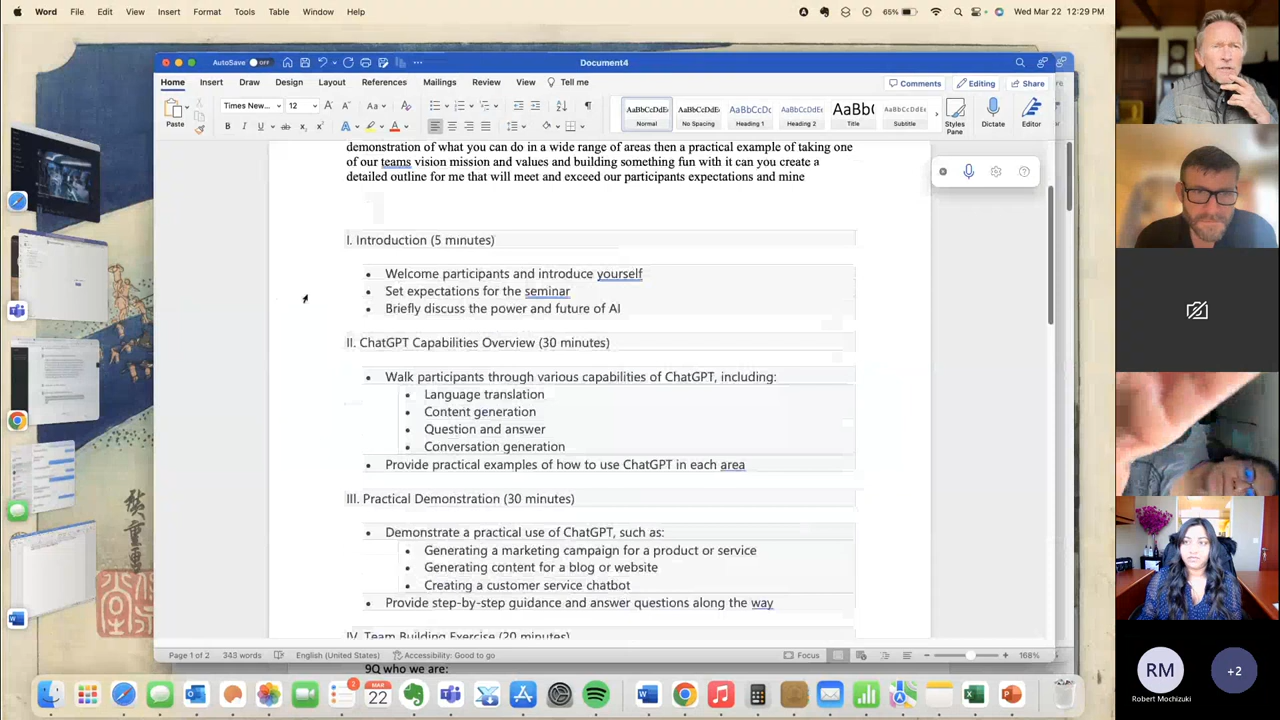 Word File Edit View Insert Format Tools Table Window Help 65% Wed Mar 22 12:29 PM
AutoSave OFF Document4
Home Insert Draw Design Layout References Mailings Review View Tell me Comments Editing Share
Paste Times New... 12 Normal No Spacing Heading 1 Heading 2 Title Subtitle Styles Pane Dictate Editor
demonstration of what you can do in a wide range of areas then a practical example of taking one
of our teams vision mission and values and building something fun with it can you create a
detailed outline for me that will meet and exceed our participants expectations and mine
I. Introduction (5 minutes)
• Welcome participants and introduce yourself
• Set expectations for the seminar
• Briefly discuss the power and future of AI
II. ChatGPT Capabilities Overview (30 minutes)
• Walk participants through various capabilities of ChatGPT, including:
• Language translation
• Content generation
• Question and answer
• Conversation generation
• Provide practical examples of how to use ChatGPT in each area
III. Practical Demonstration (30 minutes)
• Demonstrate a practical use of ChatGPT, such as:
• Generating a marketing campaign for a product or service
• Generating content for a blog or website
• Creating a customer service chatbot
• Provide step-by-step guidance and answer questions along the way
IV. Team Building Exercise (20 minutes)
Page 1 of 2 343 words English (United States) Accessibility: Good to go Focus 168%
9Q who we are:
MAR 22
RM
Robert Mochizuki
+2